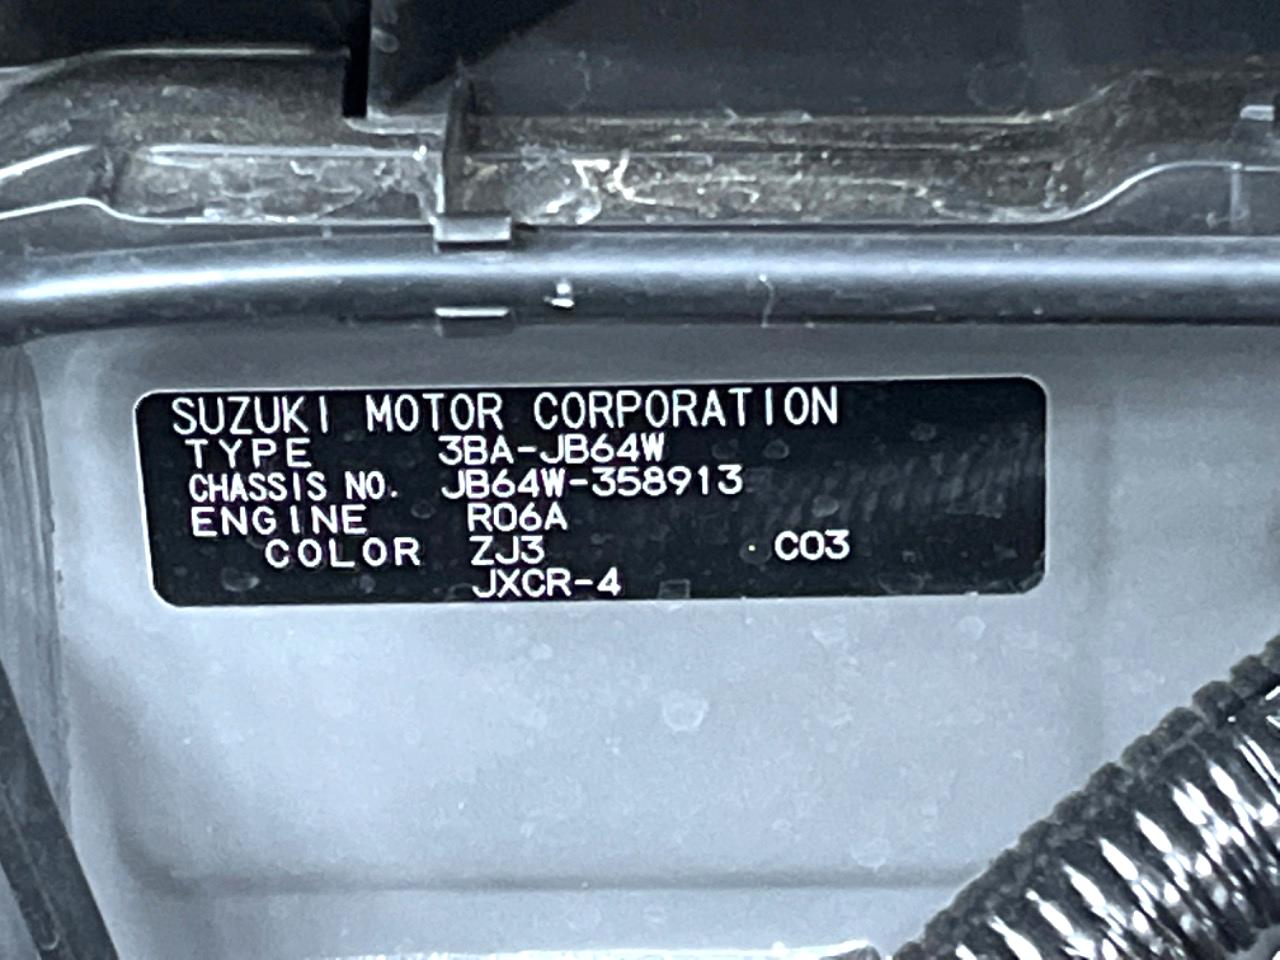 SUZUKI MOTOR CORPORATION
TYPE 3BA-JB64W
CHASSIS NO. JB64W-358913
ENGINE R06A
COLOR ZJ3 C03
JXCR-4